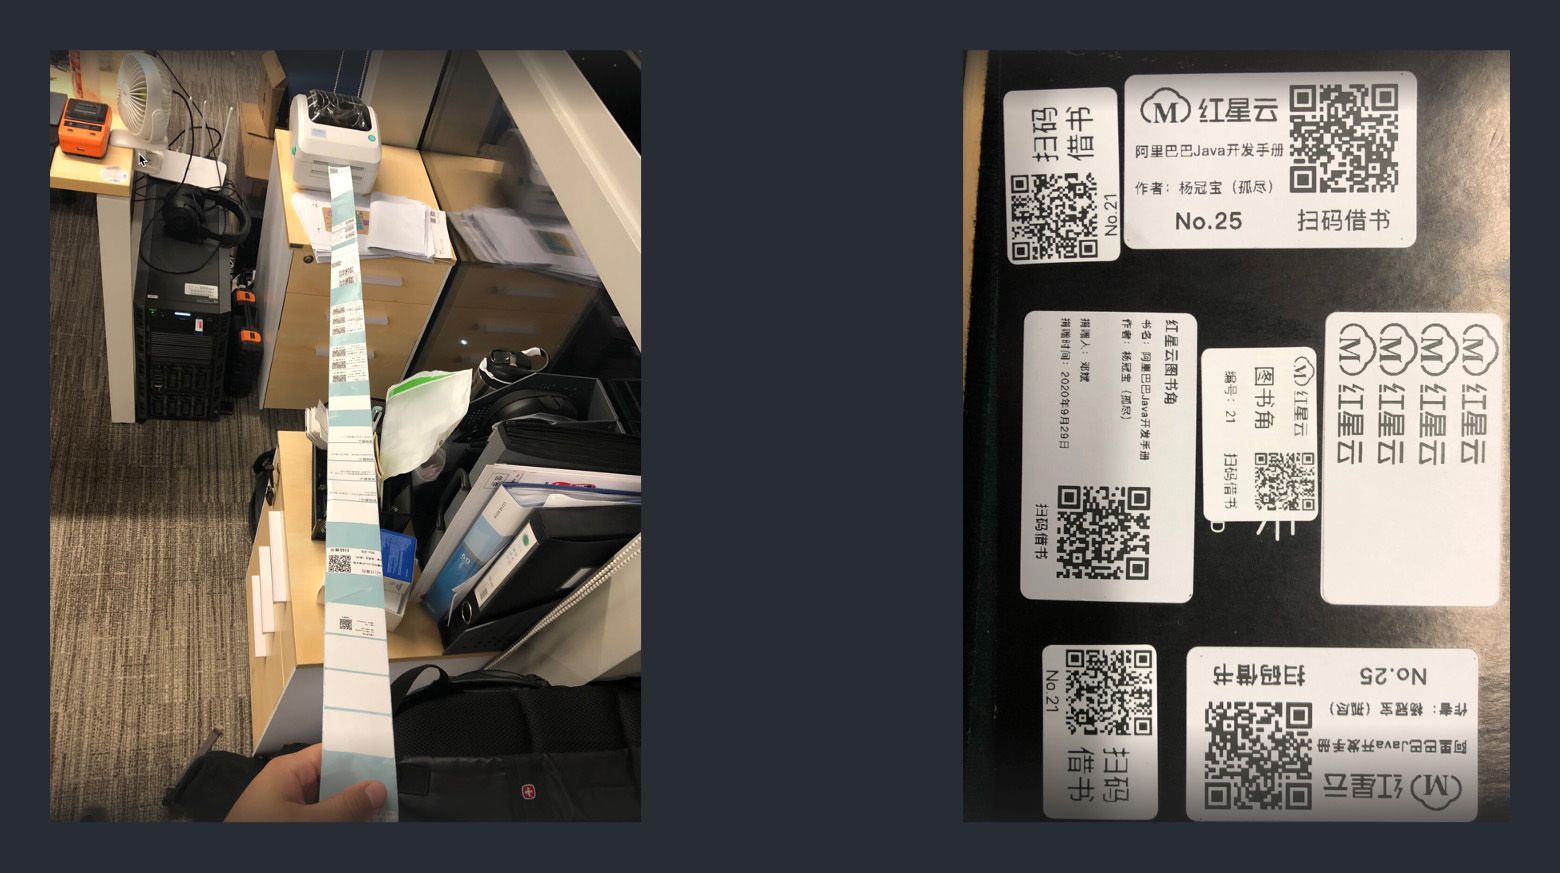 扫码
借书
No.21
M 红星云
阿里巴巴Java开发手册
作者：杨冠宝（孤尽）
No.25
扫码借书
红星云图书角
书名：阿里巴巴Java开发手册
作者：杨冠宝（孤尽）
捐赠人：邓斌
捐赠时间：2020年9月29日
扫码借书
M 红星云
图书角
编号：21
扫码借书
M 红星云
M 红星云
M 红星云
M 红星云
No.21
扫码
借书
M 红星云
阿里巴巴Java开发手册
作者：杨冠宝（孤尽）
No.25
扫码借书